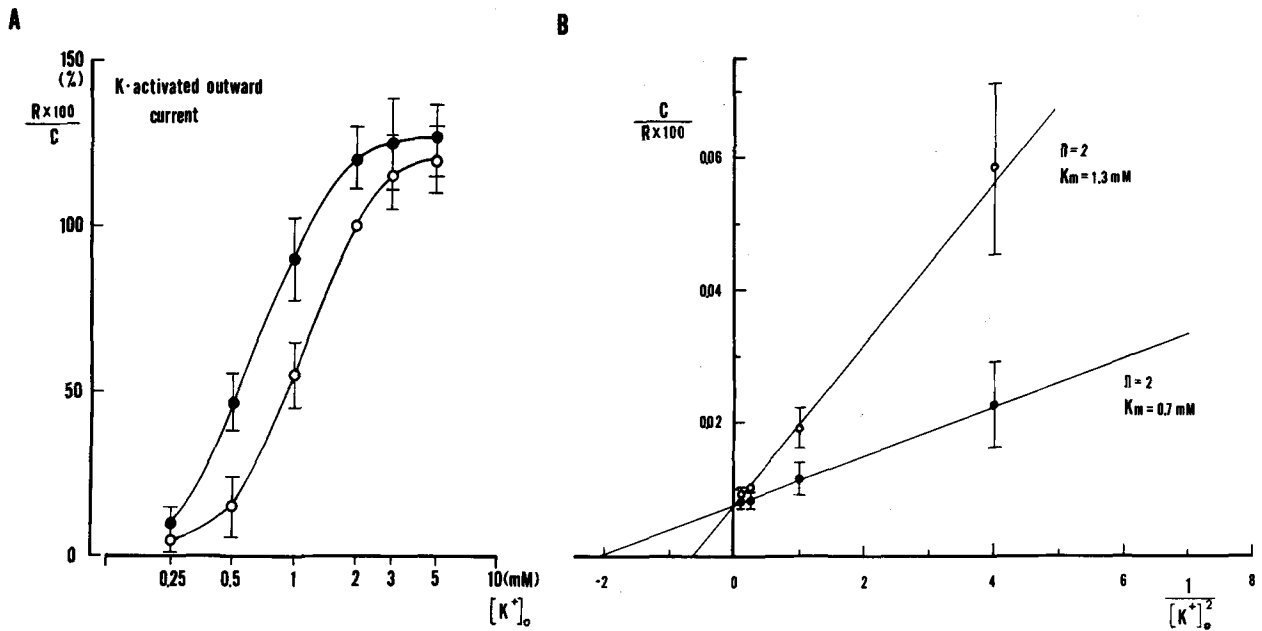 A
150
(%)
R×100
C
K·activated outward
current
100
50
0
0,25
0,5
1
2
3
5
10(mM)
[K⁺]ₒ
B
C
R×100
0,06
0,04
0,02
n=2
Km=1.3 mM
n=2
Km=0.7 mM
-2
0
2
4
6
8
1
[K⁺]ₒ²